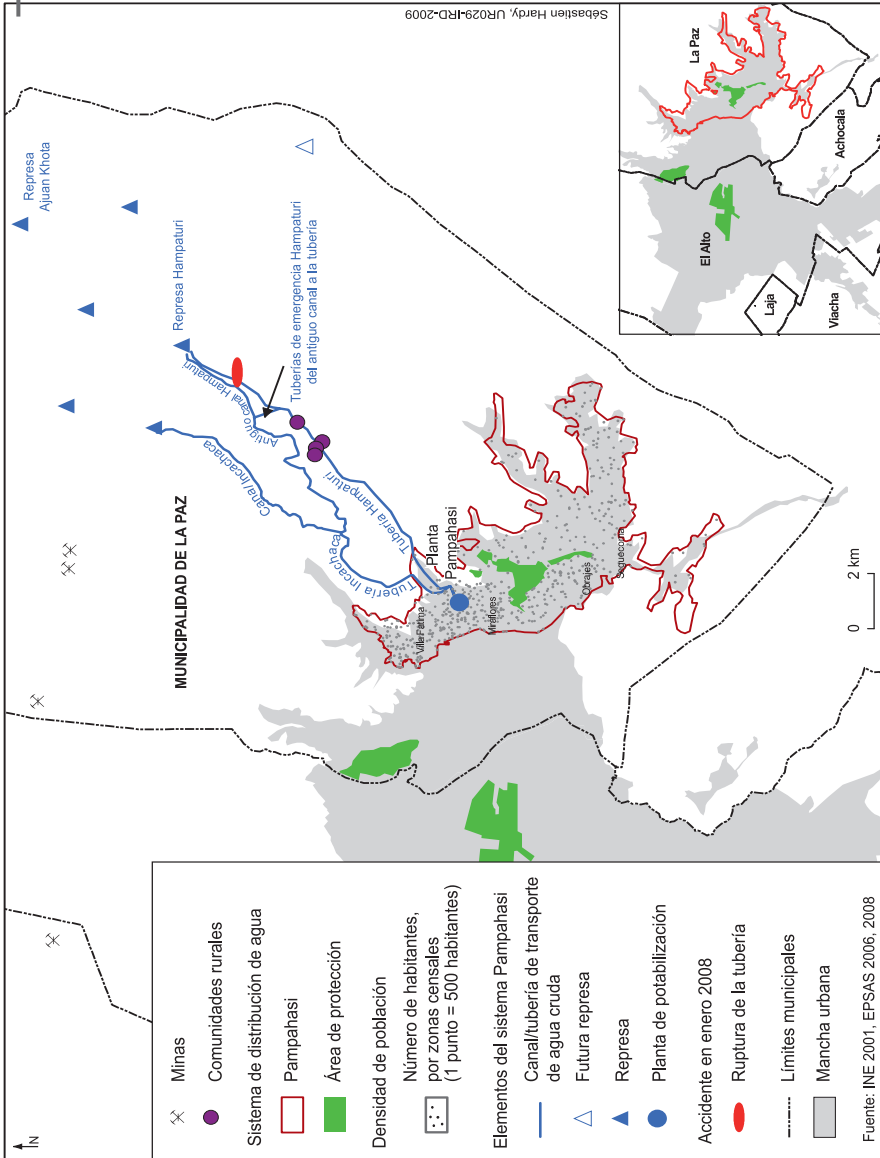 N
Minas
Comunidades rurales
Sistema de distribución de agua
Pampahasi
Área de protección
Densidad de población
Número de habitantes,
por zonas censales
(1 punto = 500 habitantes)
Elementos del sistema Pampahasi
Canal/tubería de transporte
de agua cruda
Futura represa
Represa
Planta de potabilización
Accidente en enero 2008
Ruptura de la tubería
Límites municipales
Mancha urbana
Fuente: INE 2001, EPSAS 2006, 2008
MUNICIPALIDAD DE LA PAZ
Represa
Ajuan Khota
Represa Hampaturi
Antiguo canal Hampaturi
Canal Incachaca
Tuberías de emergencia Hampaturi
del antiguo canal a la tubería
Tubería Hampaturi
Tubería Incachaca
Planta
Pampahasi
Miraflores
Obrajes
0 2 km
La Paz
El Alto
Achocala
Laja
Viacha
Sébastien Hardy, UR029-IRD-2009